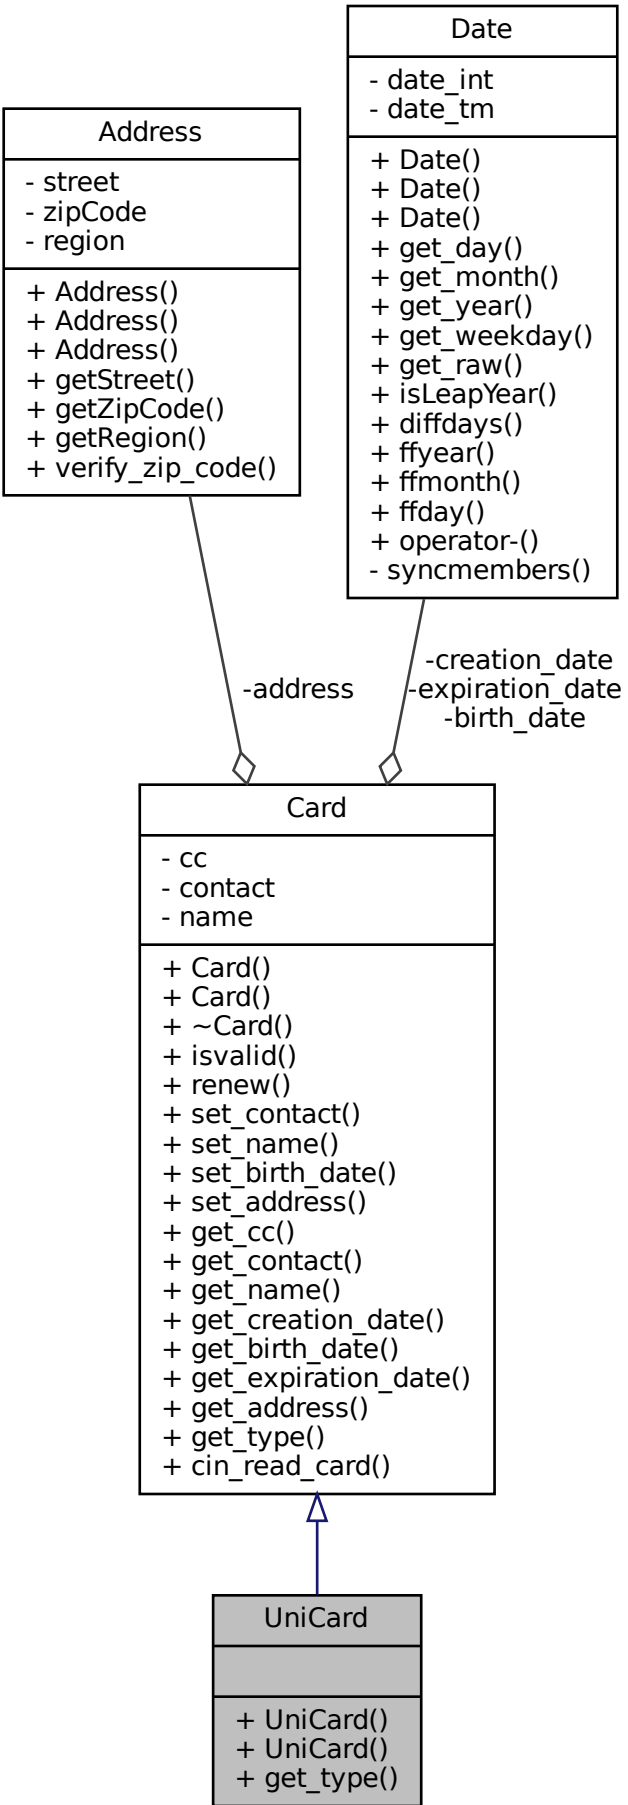 Date
- date_int
- date_tm
+ Date()
+ Date()
+ Date()
+ get_day()
+ get_month()
+ get_year()
+ get_weekday()
+ get_raw()
+ isLeapYear()
+ diffdays()
+ ffyear()
+ ffmonth()
+ ffday()
+ operator-()
- syncmembers()
Address
- street
- zipCode
- region
+ Address()
+ Address()
+ Address()
+ getStreet()
+ getZipCode()
+ getRegion()
+ verify_zip_code()
-address
-creation_date
-expiration_date
-birth_date
Card
- cc
- contact
- name
+ Card()
+ Card()
+ ~Card()
+ isvalid()
+ renew()
+ set_contact()
+ set_name()
+ set_birth_date()
+ set_address()
+ get_cc()
+ get_contact()
+ get_name()
+ get_creation_date()
+ get_birth_date()
+ get_expiration_date()
+ get_address()
+ get_type()
+ cin_read_card()
UniCard
+ UniCard()
+ UniCard()
+ get_type()